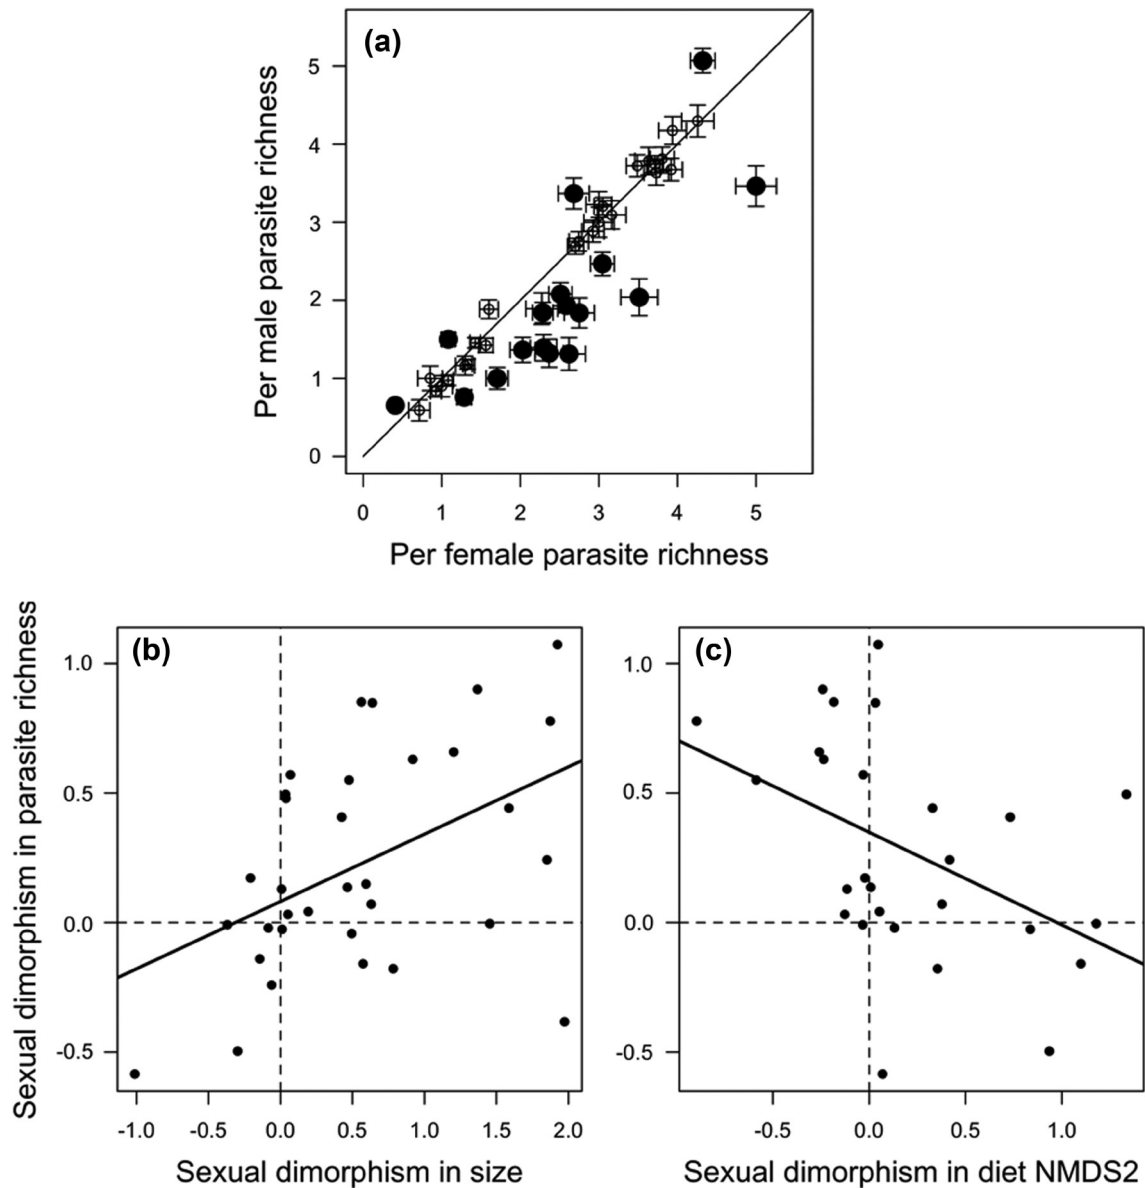 (a)
Per male parasite richness
5
4
3
2
1
0
0 1 2 3 4 5
Per female parasite richness
Sexual dimorphism in parasite richness
(b)
1.0
0.5
0.0
-0.5
-1.0 -0.5 0.0 0.5 1.0 1.5 2.0
Sexual dimorphism in size
(c)
1.0
0.5
0.0
-0.5
-0.5 0.0 0.5 1.0
Sexual dimorphism in diet NMDS2